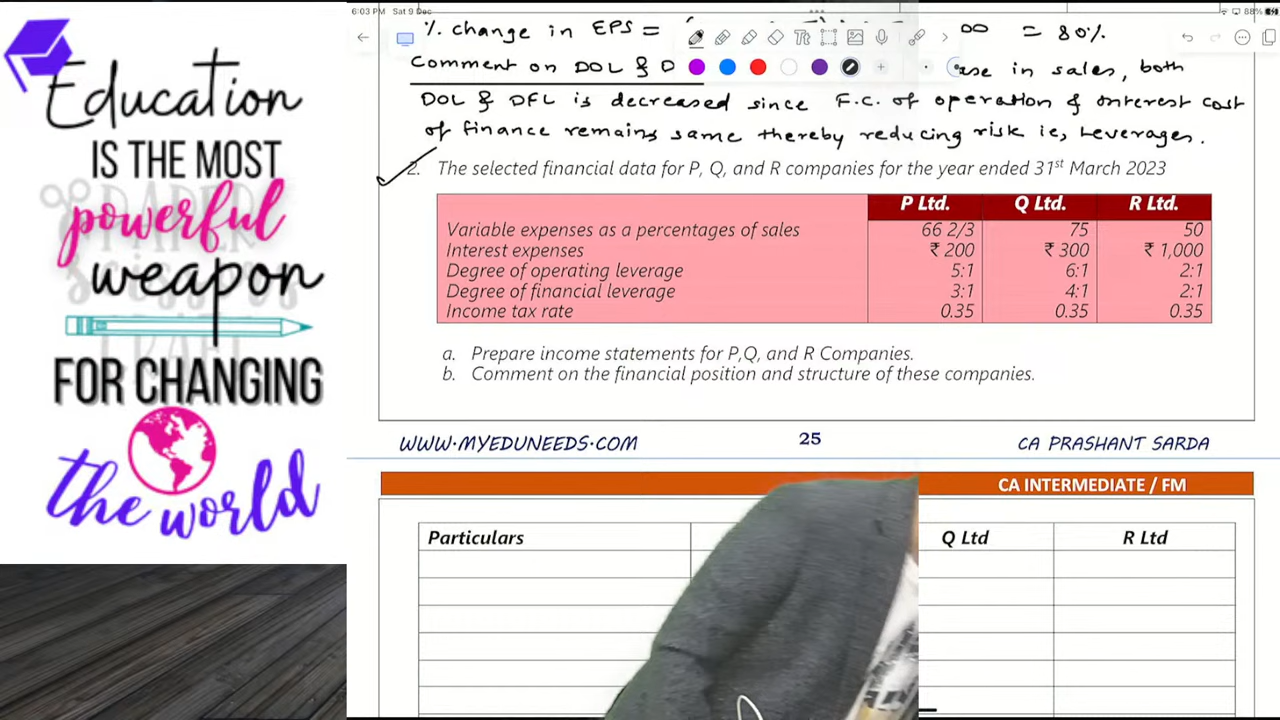 6:03 PM Sat 9 Dec
88%
Education
IS THE MOST
powerful
weapon
FOR CHANGING
the world
% change in EPS =
= 80%
Comment on DOL & D
in sales, both
DOL & DFL is decreased since F.C. of operation & interest cost
of finance remains same thereby reducing risk ie, Leverages.
2. The selected financial data for P, Q, and R companies for the year ended 31st March 2023
P Ltd. Q Ltd. R Ltd.
Variable expenses as a percentages of sales 66 2/3 75 50
Interest expenses ₹ 200 ₹ 300 ₹ 1,000
Degree of operating leverage 5:1 6:1 2:1
Degree of financial leverage 3:1 4:1 2:1
Income tax rate 0.35 0.35 0.35
a. Prepare income statements for P,Q, and R Companies.
b. Comment on the financial position and structure of these companies.
WWW.MYEDUNEEDS.COM 25 CA PRASHANT SARDA
CA INTERMEDIATE / FM
Particulars Q Ltd R Ltd